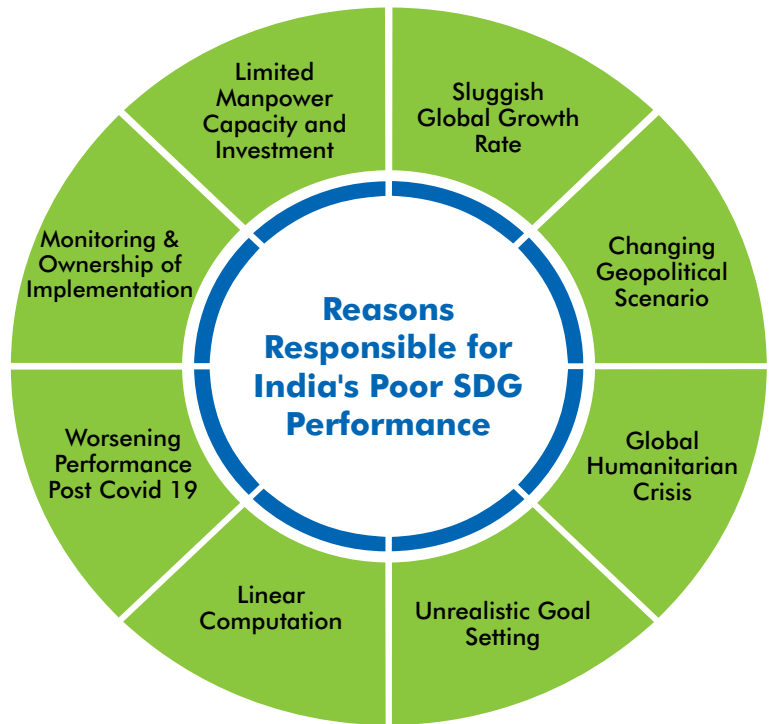 Reasons
Responsible for
India's Poor SDG
Performance
Sluggish
Global Growth
Rate
Changing
Geopolitical
Scenario
Global
Humanitarian
Crisis
Unrealistic Goal
Setting
Linear
Computation
Worsening
Performance
Post Covid 19
Monitoring &
Ownership of
Implementation
Limited
Manpower
Capacity and
Investment